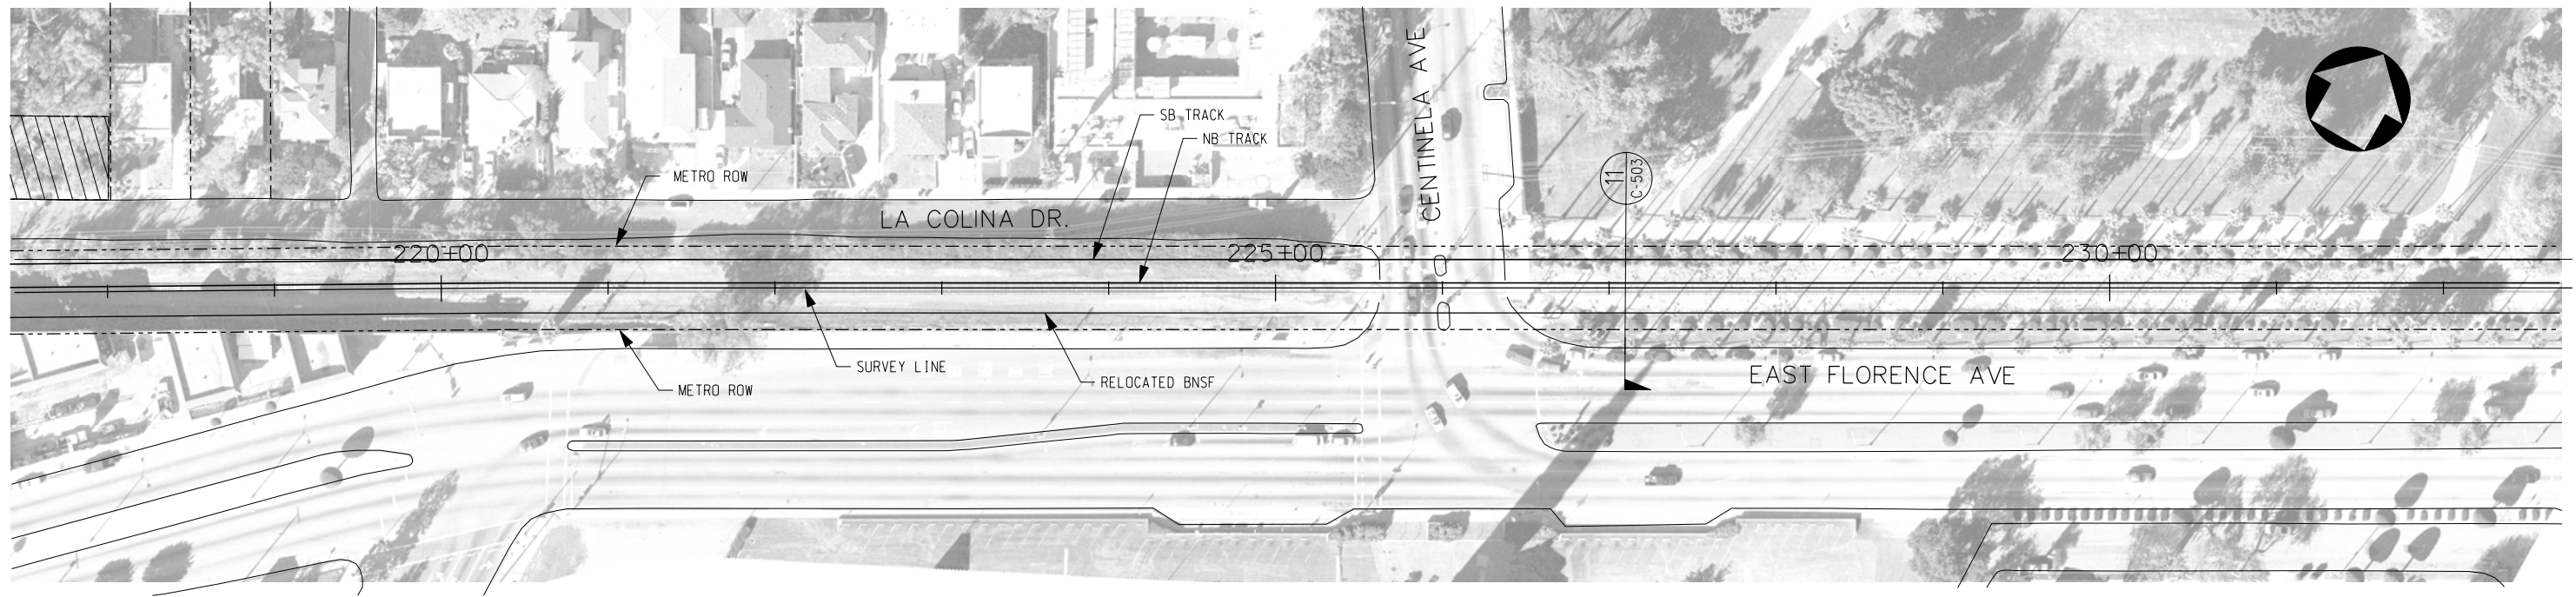 CENTINELA AVE
SB TRACK
NB TRACK
METRO ROW
11
C-503
LA COLINA DR.
220+00
225+00
230+00
SURVEY LINE
RELOCATED BNSF
METRO ROW
EAST FLORENCE AVE